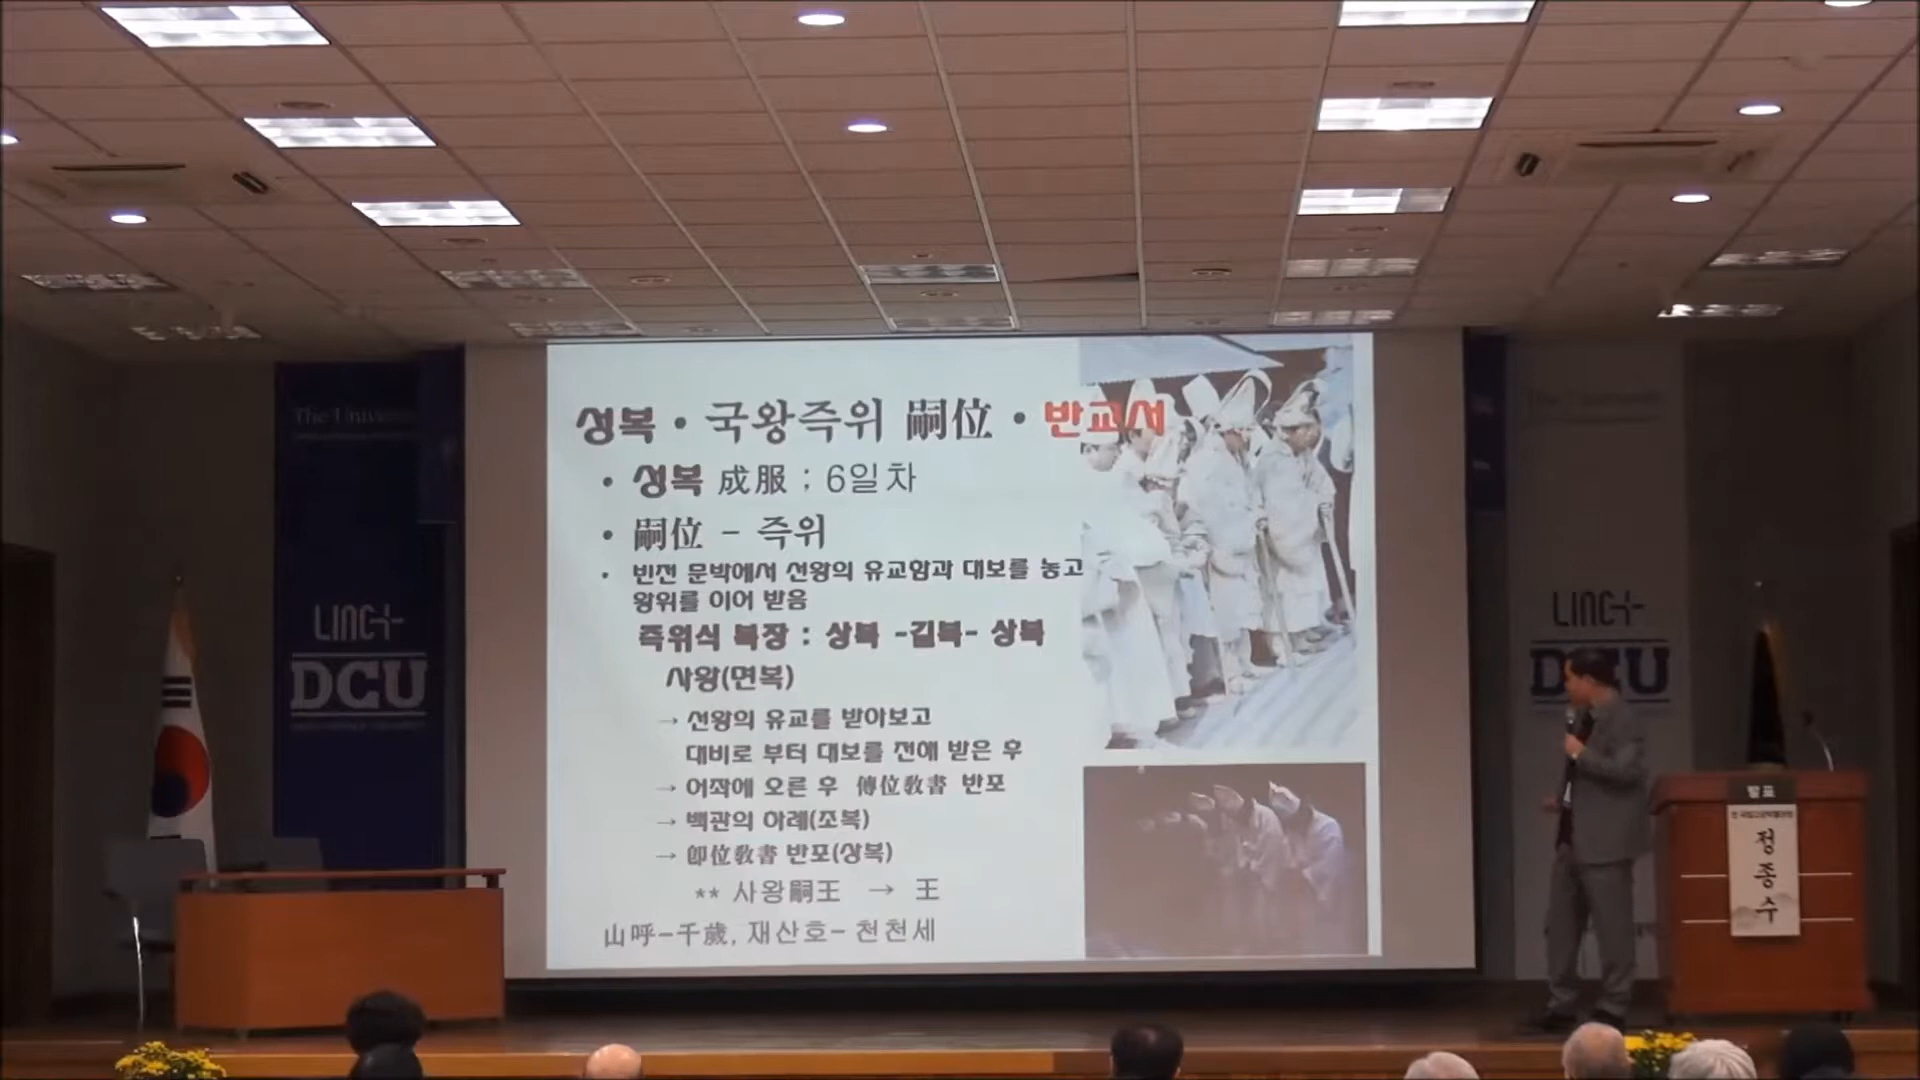 성복 • 국왕즉위 嗣位 • 반교서
• 성복 成服 ; 6일차
• 嗣位 - 즉위
• 빈전 문박에서 선왕의 유교함과 대보를 놓고
왕위를 이어 받음
즉위식 복장 : 상복 -길복- 상복
사왕(면복)
→ 선왕의 유교를 받아보고
대비로 부터 대보를 전해 받은 후
→ 어좌에 오른 후 傳位敎書 반포
→ 백관의 하례(조복)
→ 卽位敎書 반포(상복)
** 사왕嗣王 → 王
山呼-千歲, 재산호- 천천세
The Univers
LINC+
DCU
LINC+
DCU
발표
정종수